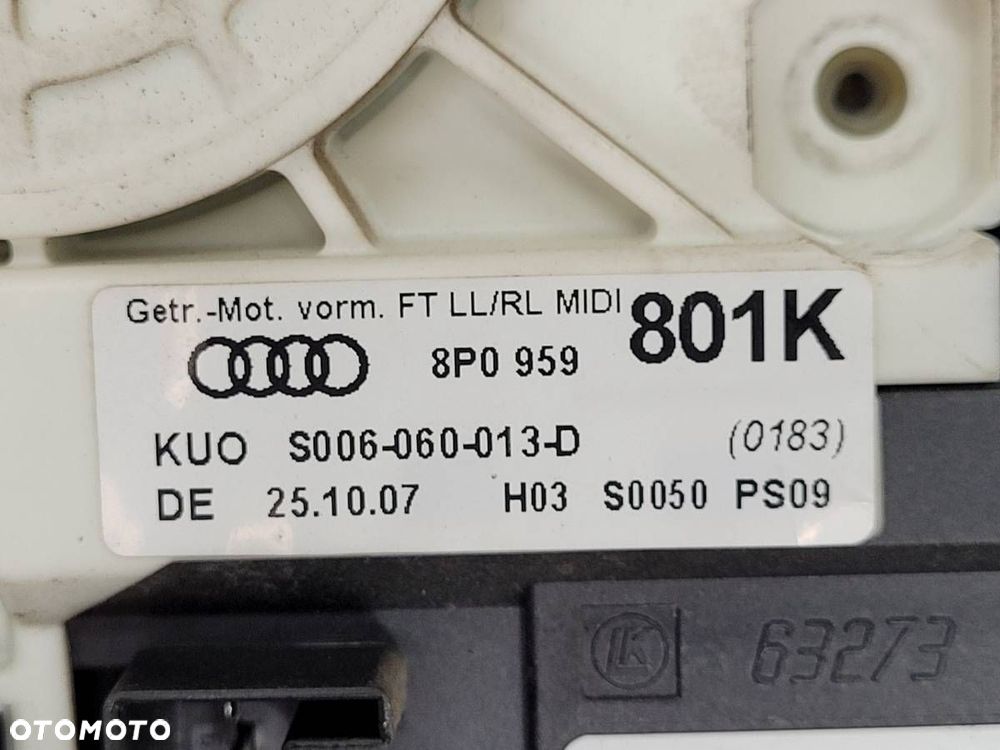 Getr.-Mot. vorm. FT LL/RL MIDI
8P0 959 801K
KUO S006-060-013-D (0183)
DE 25.10.07 H03 S0050 PS09
LK 63273
OTOMOTO